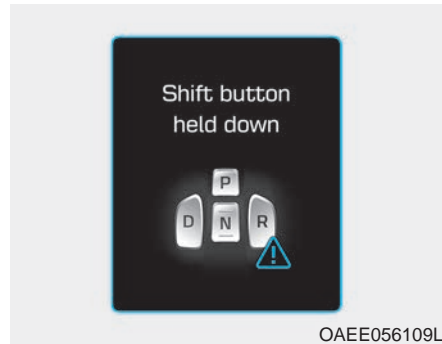 Shift button
held down
P
D N R
OAEE056109L